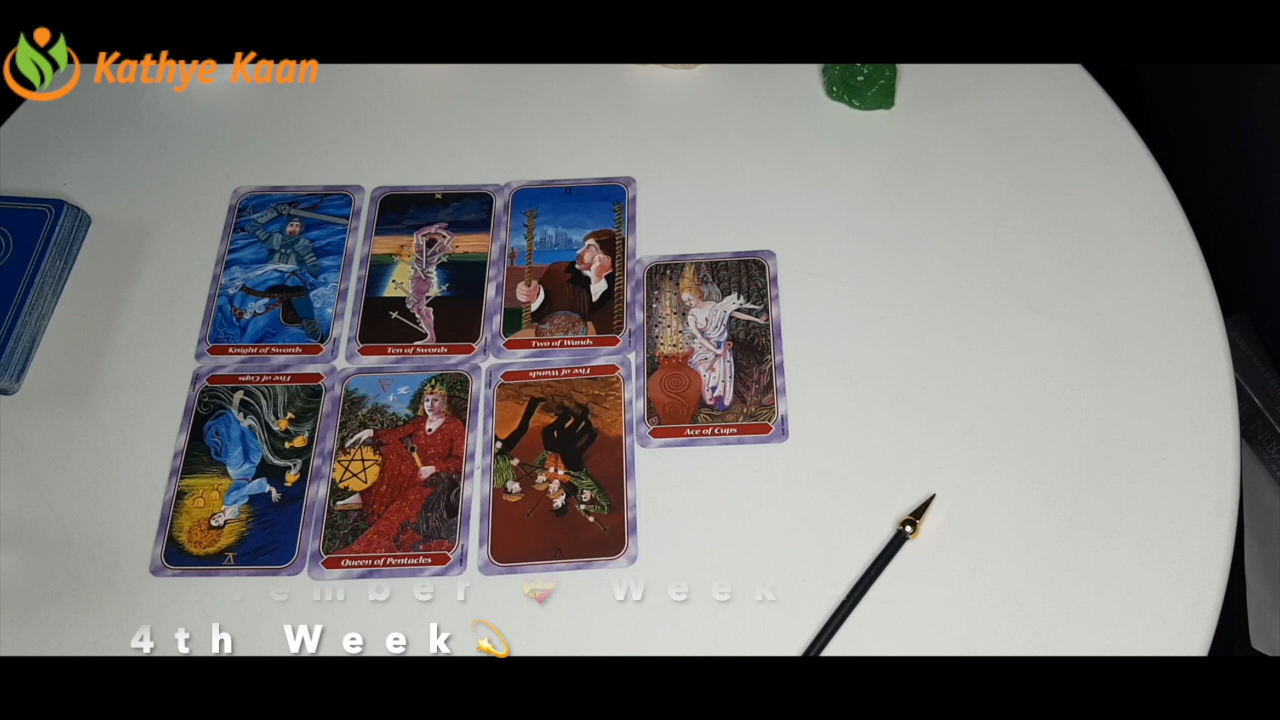 Kathye Kaan
X
II
Knight of Swords
Ten of Swords
Two of Wands
Ace of Cups
Five of Cups
Queen of Pentacles
Five of Wands
V
V
Week
4th Week💫